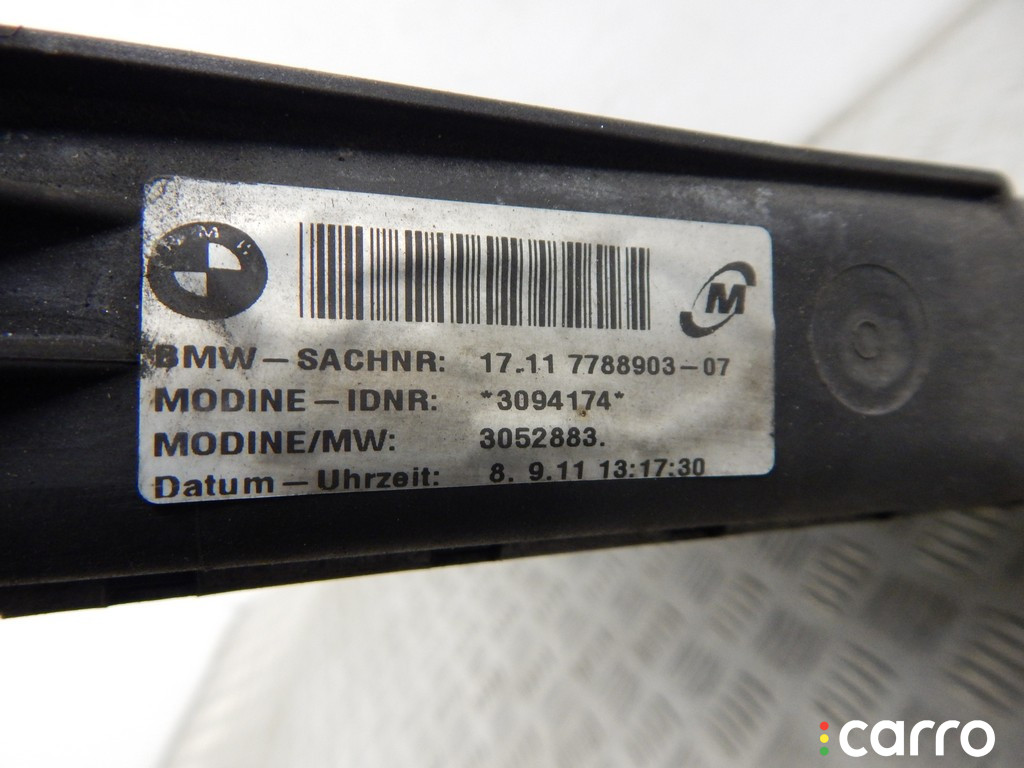 BMW
M
BMW–SACHNR: 17.11 7788903–07
MODINE–IDNR: *3094174*
MODINE/MW: 3052883.
Datum–Uhrzeit: 8. 9.11 13:17:30
carro